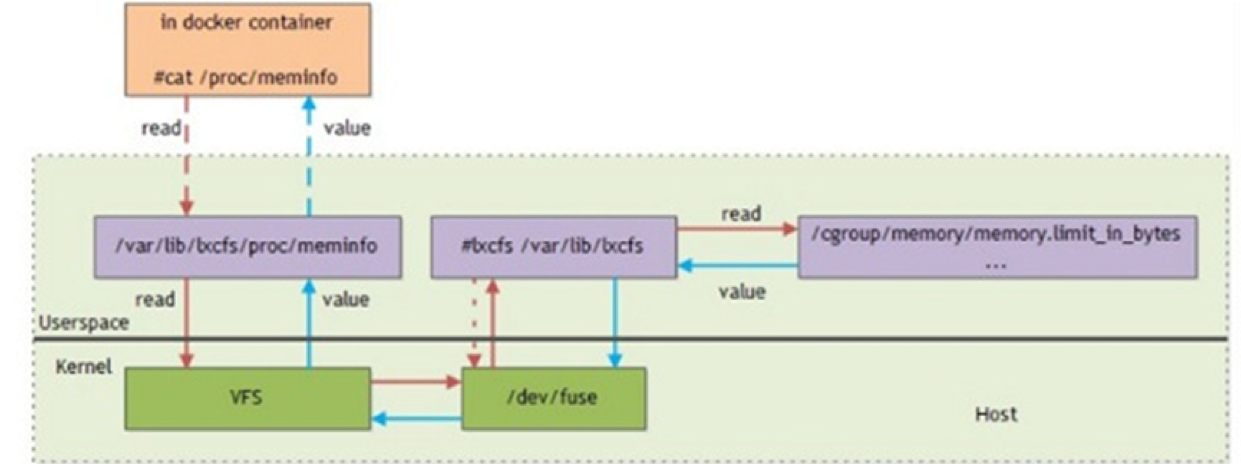 in docker container
#cat /proc/meminfo
read
value
/var/lib/lxcfs/proc/meminfo
#lxcfs /var/lib/lxcfs
read
/cgroup/memory/memory.limit_in_bytes
...
value
read
value
Userspace
Kernel
VFS
/dev/fuse
Host